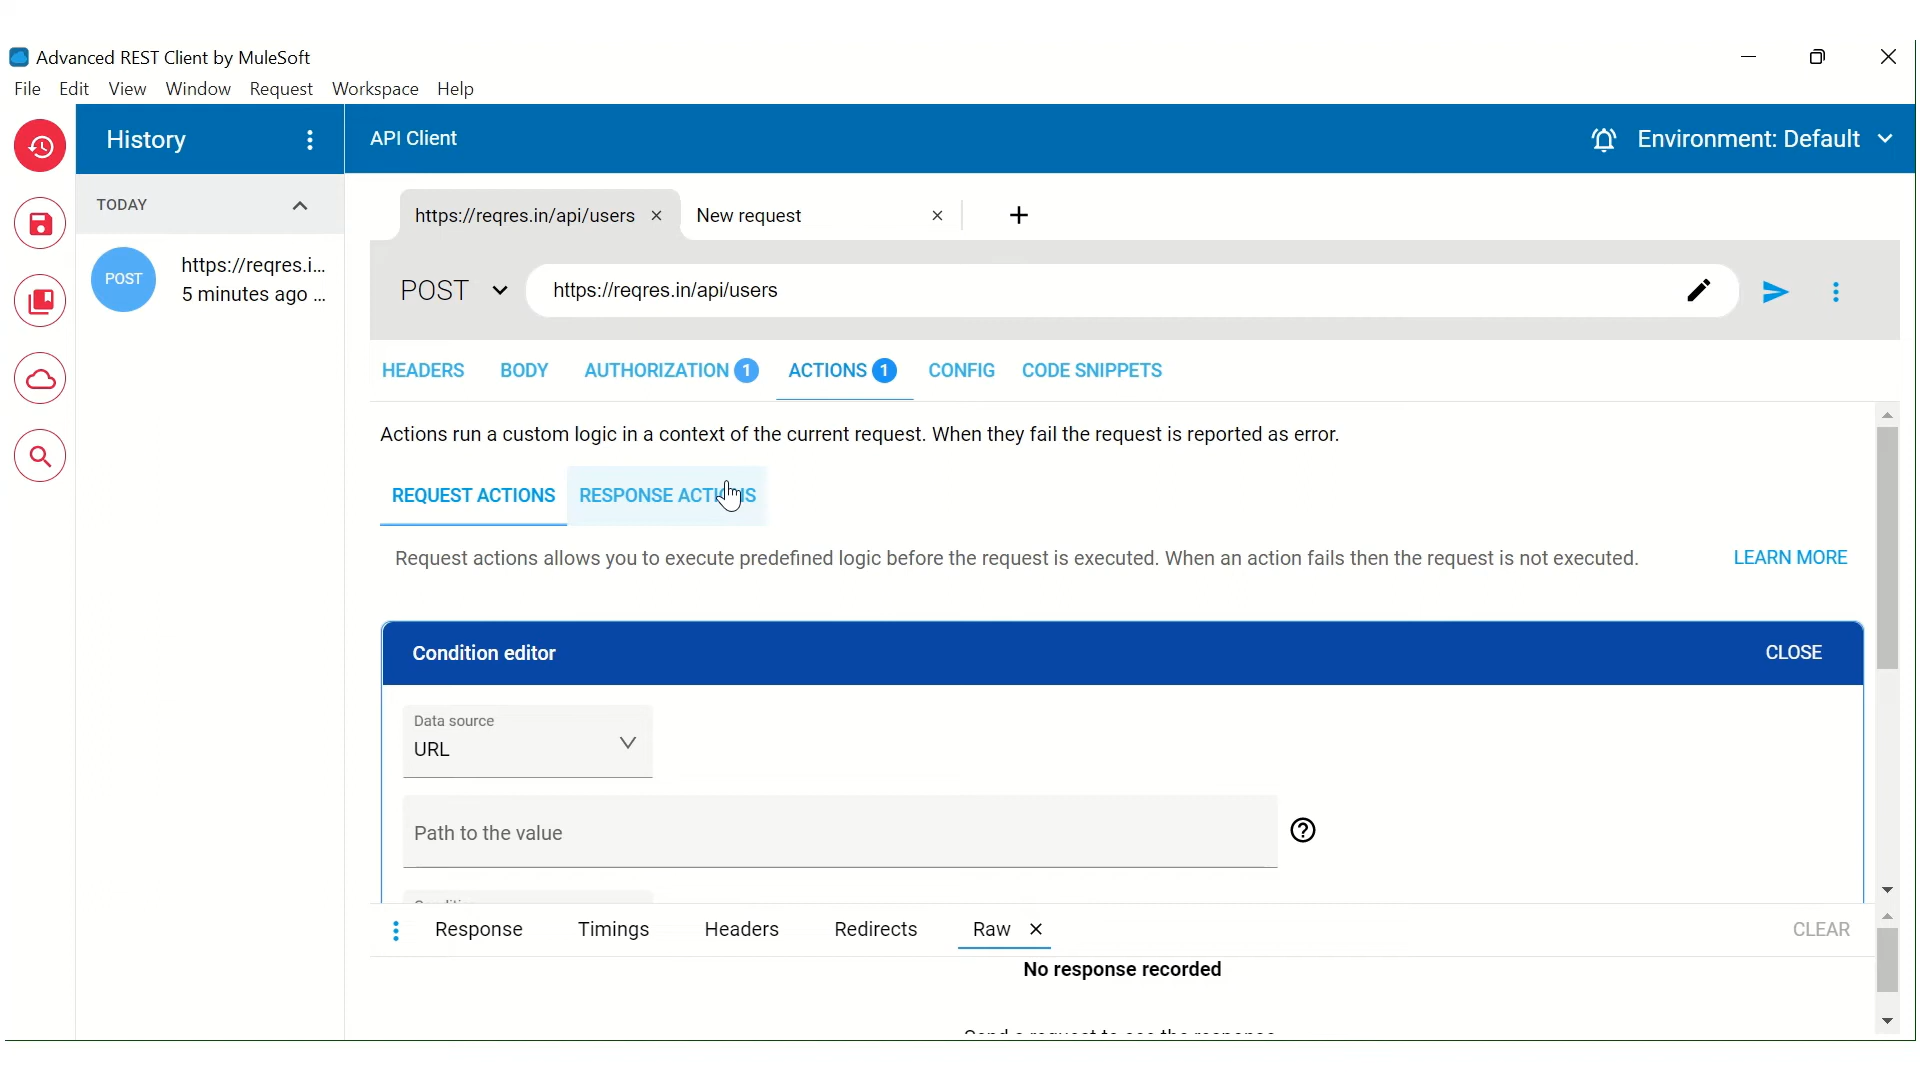 Advanced REST Client by MuleSoft
File Edit View Window Request Workspace Help
History
API Client
Environment: Default
TODAY
https://reqres.in/api/users
New request
POST
https://reqres.i...
5 minutes ago ...
POST
https://reqres.in/api/users
HEADERS BODY AUTHORIZATION 1 ACTIONS 1 CONFIG CODE SNIPPETS
Actions run a custom logic in a context of the current request. When they fail the request is reported as error.
REQUEST ACTIONS RESPONSE ACTIONS
Request actions allows you to execute predefined logic before the request is executed. When an action fails then the request is not executed.
LEARN MORE
Condition editor
CLOSE
Data source
URL
Path to the value
Response Timings Headers Redirects Raw
CLEAR
No response recorded